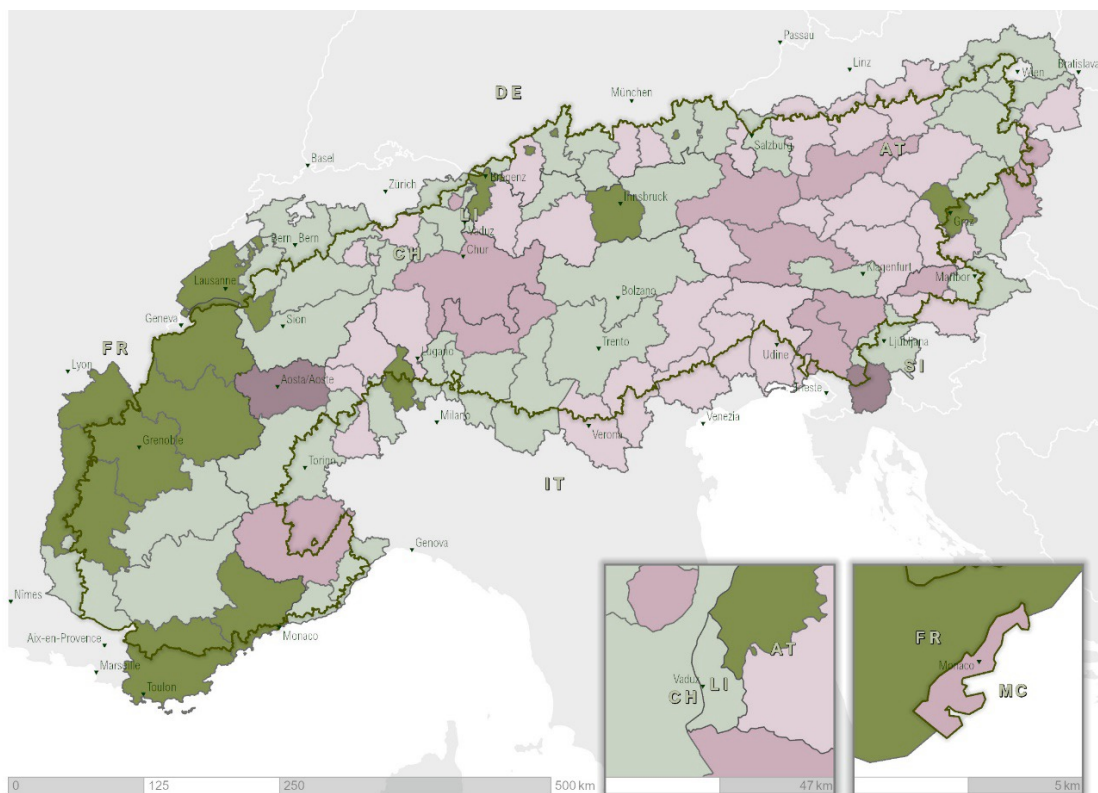 Passau
Linz
Wien
Bratislava
DE
München
AT
Salzburg
Basel
Zürich
Bregenz
Innsbruck
Graz
LI
Vaduz
Bern
Bern
CH
Chur
Klagenfurt
Maribor
Lausanne
Bolzano
Geneva
Sion
FR
Lugano
Trento
Udine
Ljubljana
SI
Lyon
Aosta/Aoste
Trieste
Milano
Verona
Venezia
Grenoble
Torino
IT
Genova
Nîmes
Monaco
Aix-en-Provence
Marseille
Toulon
AT
Vaduz
LI
CH
FR
Monaco
MC
0
125
250
500 km
47 km
5 km